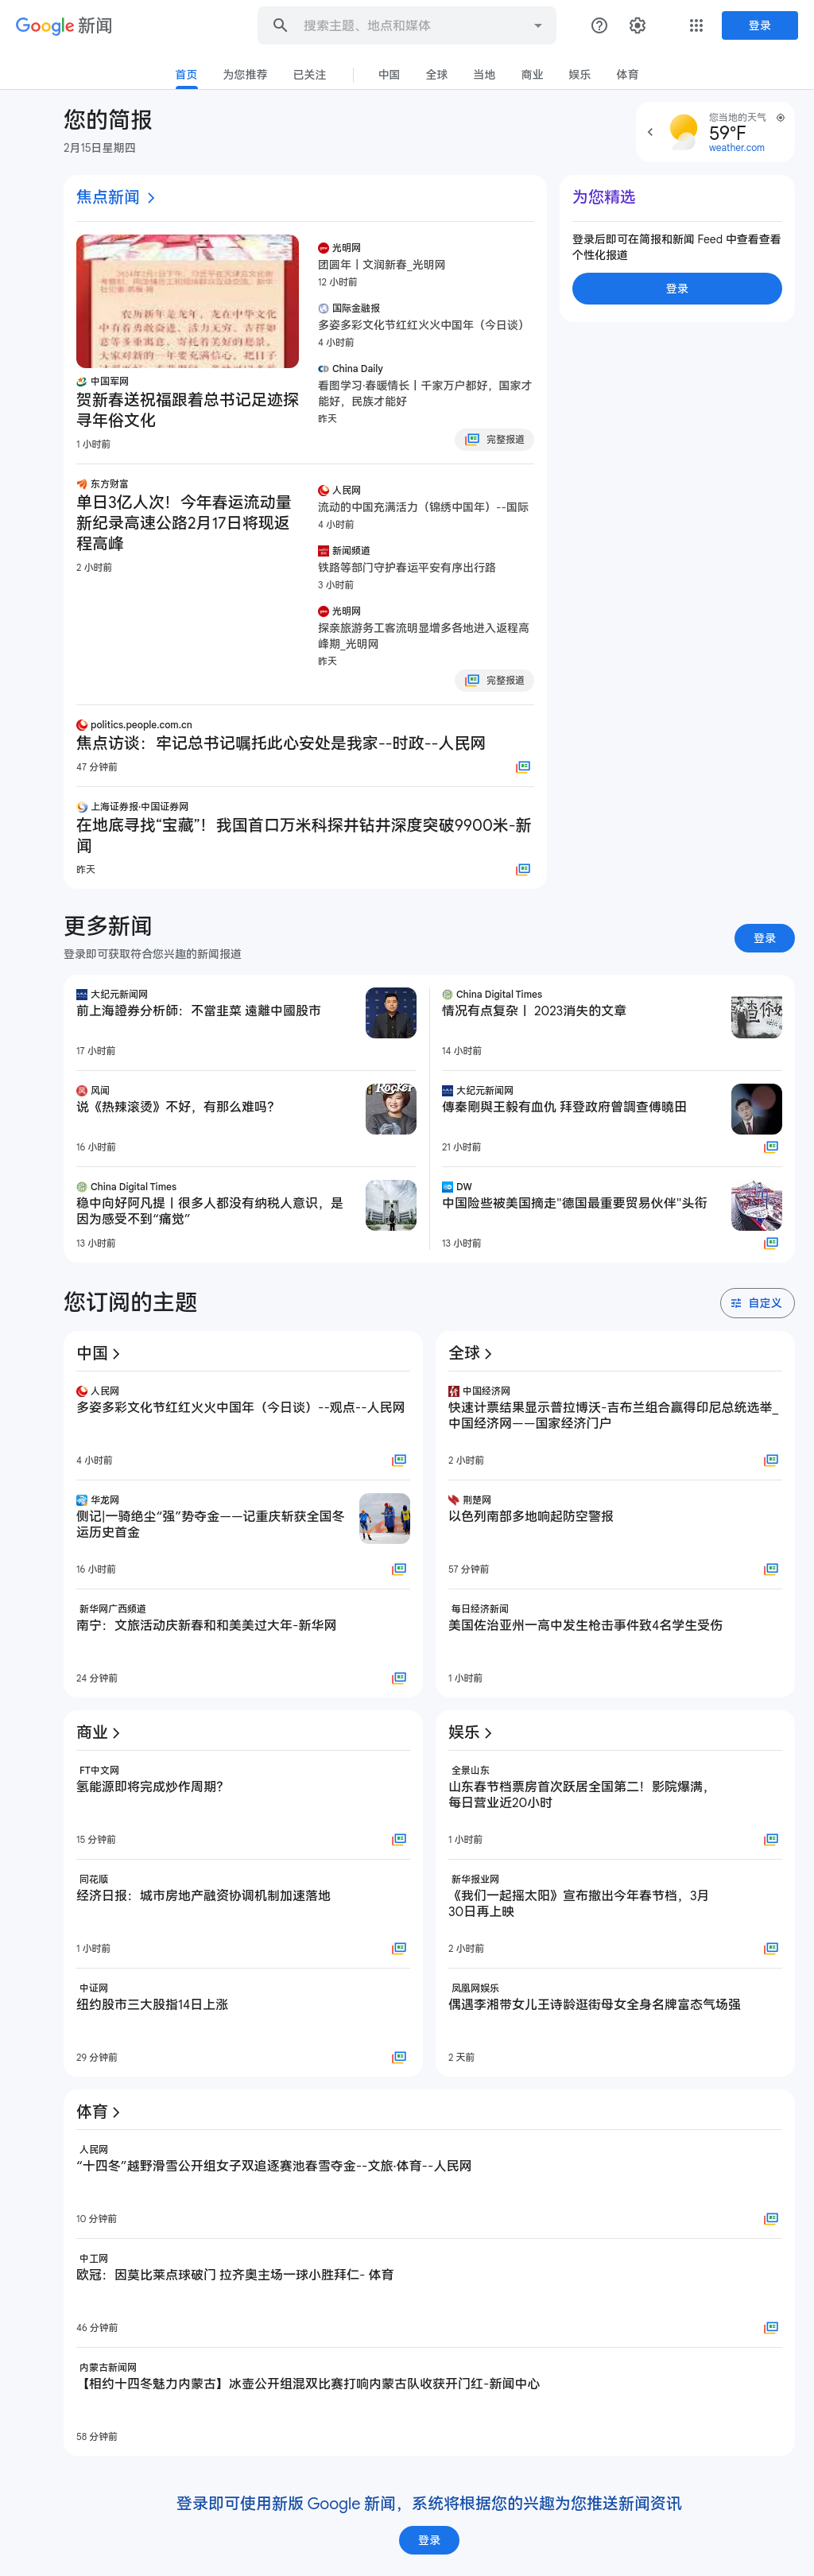 Google 新闻
搜索主题、地点和媒体
登录
首页 为您推荐 已关注 中国 全球 当地 商业 娱乐 体育
您的简报
2月15日星期四
您当地的天气
59°F
weather.com
焦点新闻
中国军网
贺新春送祝福跟着总书记足迹探
寻年俗文化
1 小时前
光明网
团圆年丨文润新春_光明网
12 小时前
国际金融报
多姿多彩文化节红红火火中国年（今日谈）
4 小时前
China Daily
看图学习·春暖情长丨千家万户都好，国家才
能好，民族才能好
昨天
完整报道
东方财富
单日3亿人次！今年春运流动量
新纪录高速公路2月17日将现返
程高峰
2 小时前
人民网
流动的中国充满活力（锦绣中国年）--国际
4 小时前
新闻频道
铁路等部门守护春运平安有序出行路
3 小时前
光明网
探亲旅游务工客流明显增多各地进入返程高
峰期_光明网
昨天
完整报道
politics.people.com.cn
焦点访谈：牢记总书记嘱托此心安处是我家--时政--人民网
47 分钟前
上海证券报·中国证券网
在地底寻找“宝藏”！我国首口万米科探井钻井深度突破9900米-新
闻
昨天
为您精选
登录后即可在简报和新闻 Feed 中查看查看
个性化报道
登录
更多新闻
登录即可获取符合您兴趣的新闻报道
登录
大纪元新闻网
前上海證券分析師：不當韭菜 遠離中國股市
17 小时前
China Digital Times
情况有点复杂丨 2023消失的文章
14 小时前
风闻
说《热辣滚烫》不好，有那么难吗？
16 小时前
大纪元新闻网
傳秦剛與王毅有血仇 拜登政府曾調查傅曉田
21 小时前
China Digital Times
稳中向好阿凡提丨很多人都没有纳税人意识，是
因为感受不到“痛觉”
13 小时前
DW
中国险些被美国摘走"德国最重要贸易伙伴"头衔
13 小时前
您订阅的主题
自定义
中国
人民网
多姿多彩文化节红红火火中国年（今日谈）--观点--人民网
4 小时前
华龙网
侧记|一骑绝尘“强”势夺金——记重庆斩获全国冬
运历史首金
16 小时前
新华网广西频道
南宁：文旅活动庆新春和和美美过大年-新华网
24 分钟前
全球
中国经济网
快速计票结果显示普拉博沃-吉布兰组合赢得印尼总统选举_
中国经济网——国家经济门户
2 小时前
荆楚网
以色列南部多地响起防空警报
57 分钟前
每日经济新闻
美国佐治亚州一高中发生枪击事件致4名学生受伤
1 小时前
商业
FT中文网
氢能源即将完成炒作周期？
15 分钟前
同花顺
经济日报：城市房地产融资协调机制加速落地
1 小时前
中证网
纽约股市三大股指14日上涨
29 分钟前
娱乐
全景山东
山东春节档票房首次跃居全国第二！影院爆满，
每日营业近20小时
1 小时前
新华报业网
《我们一起摇太阳》宣布撤出今年春节档，3月
30日再上映
2 小时前
凤凰网娱乐
偶遇李湘带女儿王诗龄逛街母女全身名牌富态气场强
2 天前
体育
人民网
“十四冬”越野滑雪公开组女子双追逐赛池春雪夺金--文旅·体育--人民网
10 分钟前
中工网
欧冠：因莫比莱点球破门 拉齐奥主场一球小胜拜仁- 体育
46 分钟前
内蒙古新闻网
【相约十四冬魅力内蒙古】冰壶公开组混双比赛打响内蒙古队收获开门红-新闻中心
58 分钟前
登录即可使用新版 Google 新闻，系统将根据您的兴趣为您推送新闻资讯
登录